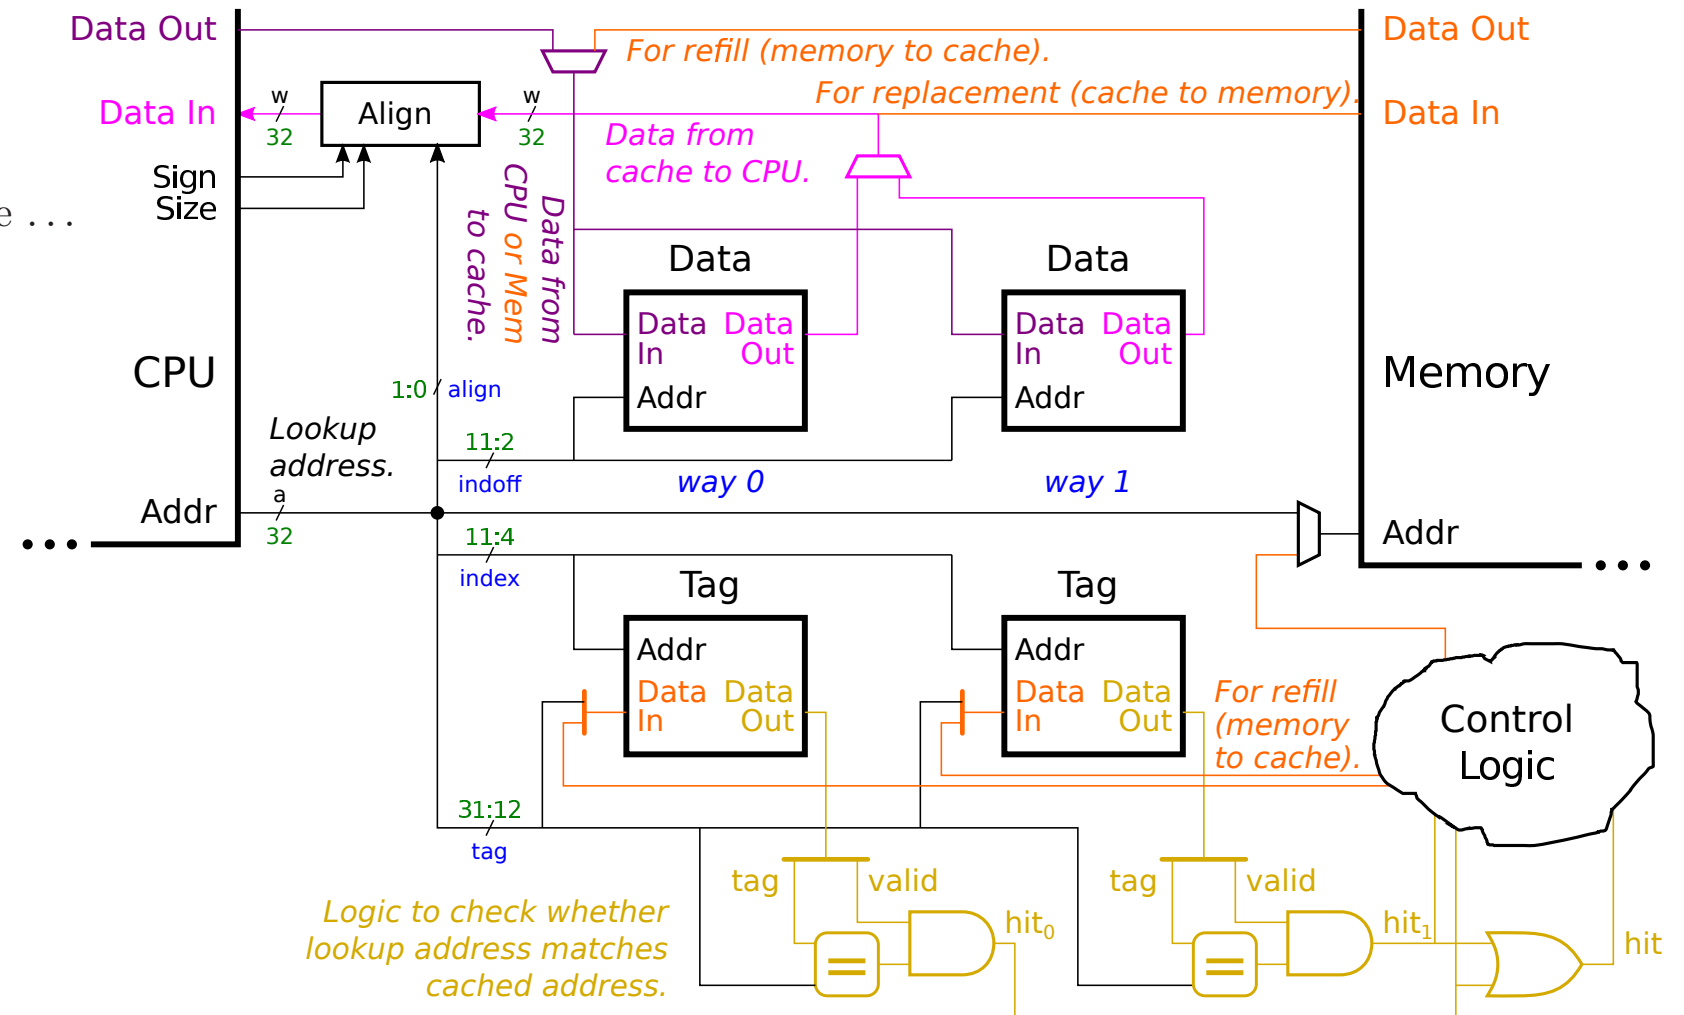 Data Out
For refill (memory to cache).
Data Out
For replacement (cache to memory).
w
Align
w
Data In
32
32
Data In
Data from
cache to CPU.
Sign
Size
e ...
Data from
CPU or Mem
to cache.
Data
Data
Data In
Data Out
Addr
Data In
Data Out
Addr
CPU
Memory
1:0
align
Lookup
address.
11:2
indoff
way 0
way 1
a
Addr
32
Addr
11:4
index
Tag
Tag
Addr
Data In
Data Out
Addr
Data In
Data Out
For refill
(memory
to cache).
Control
Logic
31:12
tag
tag
valid
tag
valid
Logic to check whether
lookup address matches
cached address.
hit0
=
hit1
=
hit